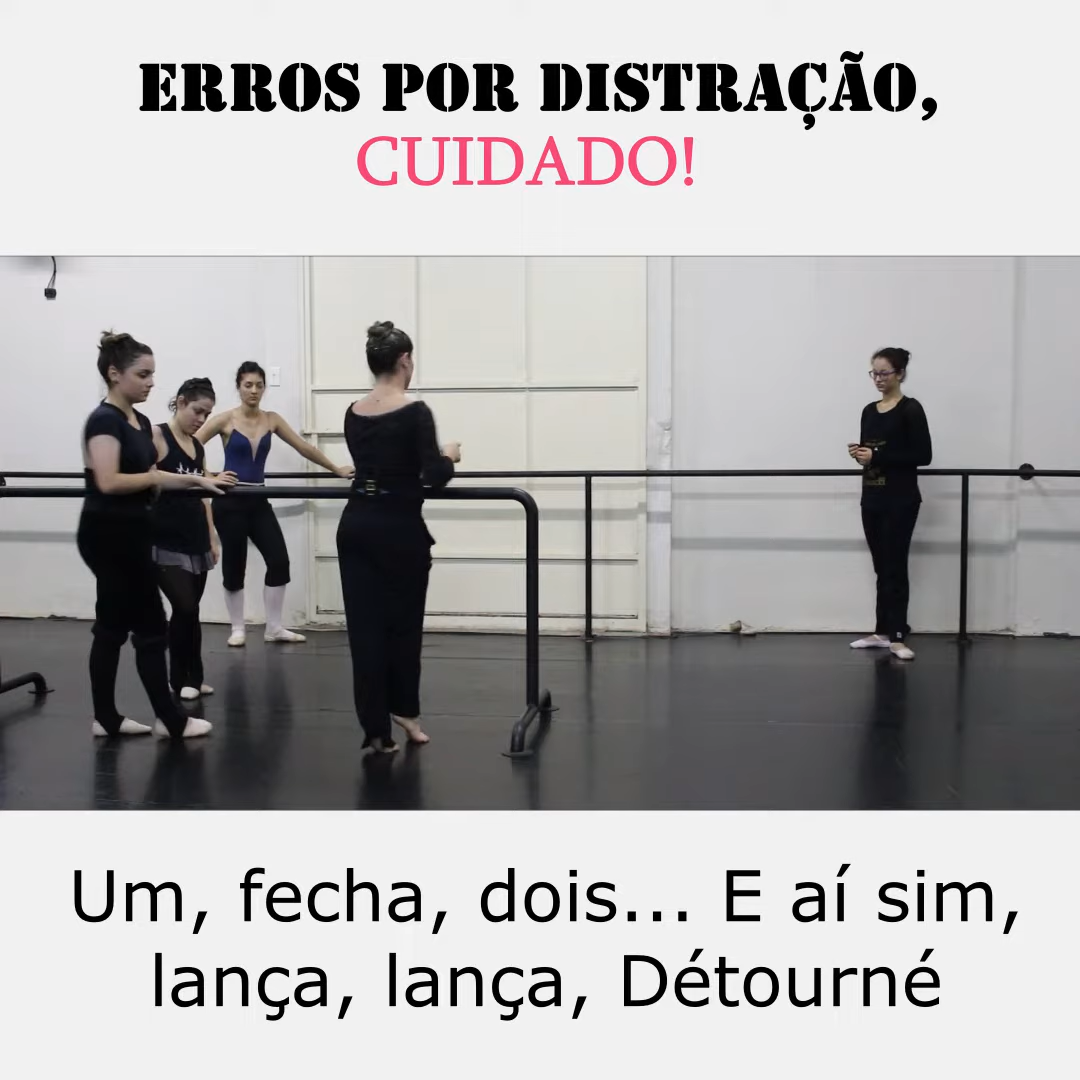 ERROS POR DISTRAÇÃO,
CUIDADO!
Um, fecha, dois... E aí sim,
lança, lança, Détourné